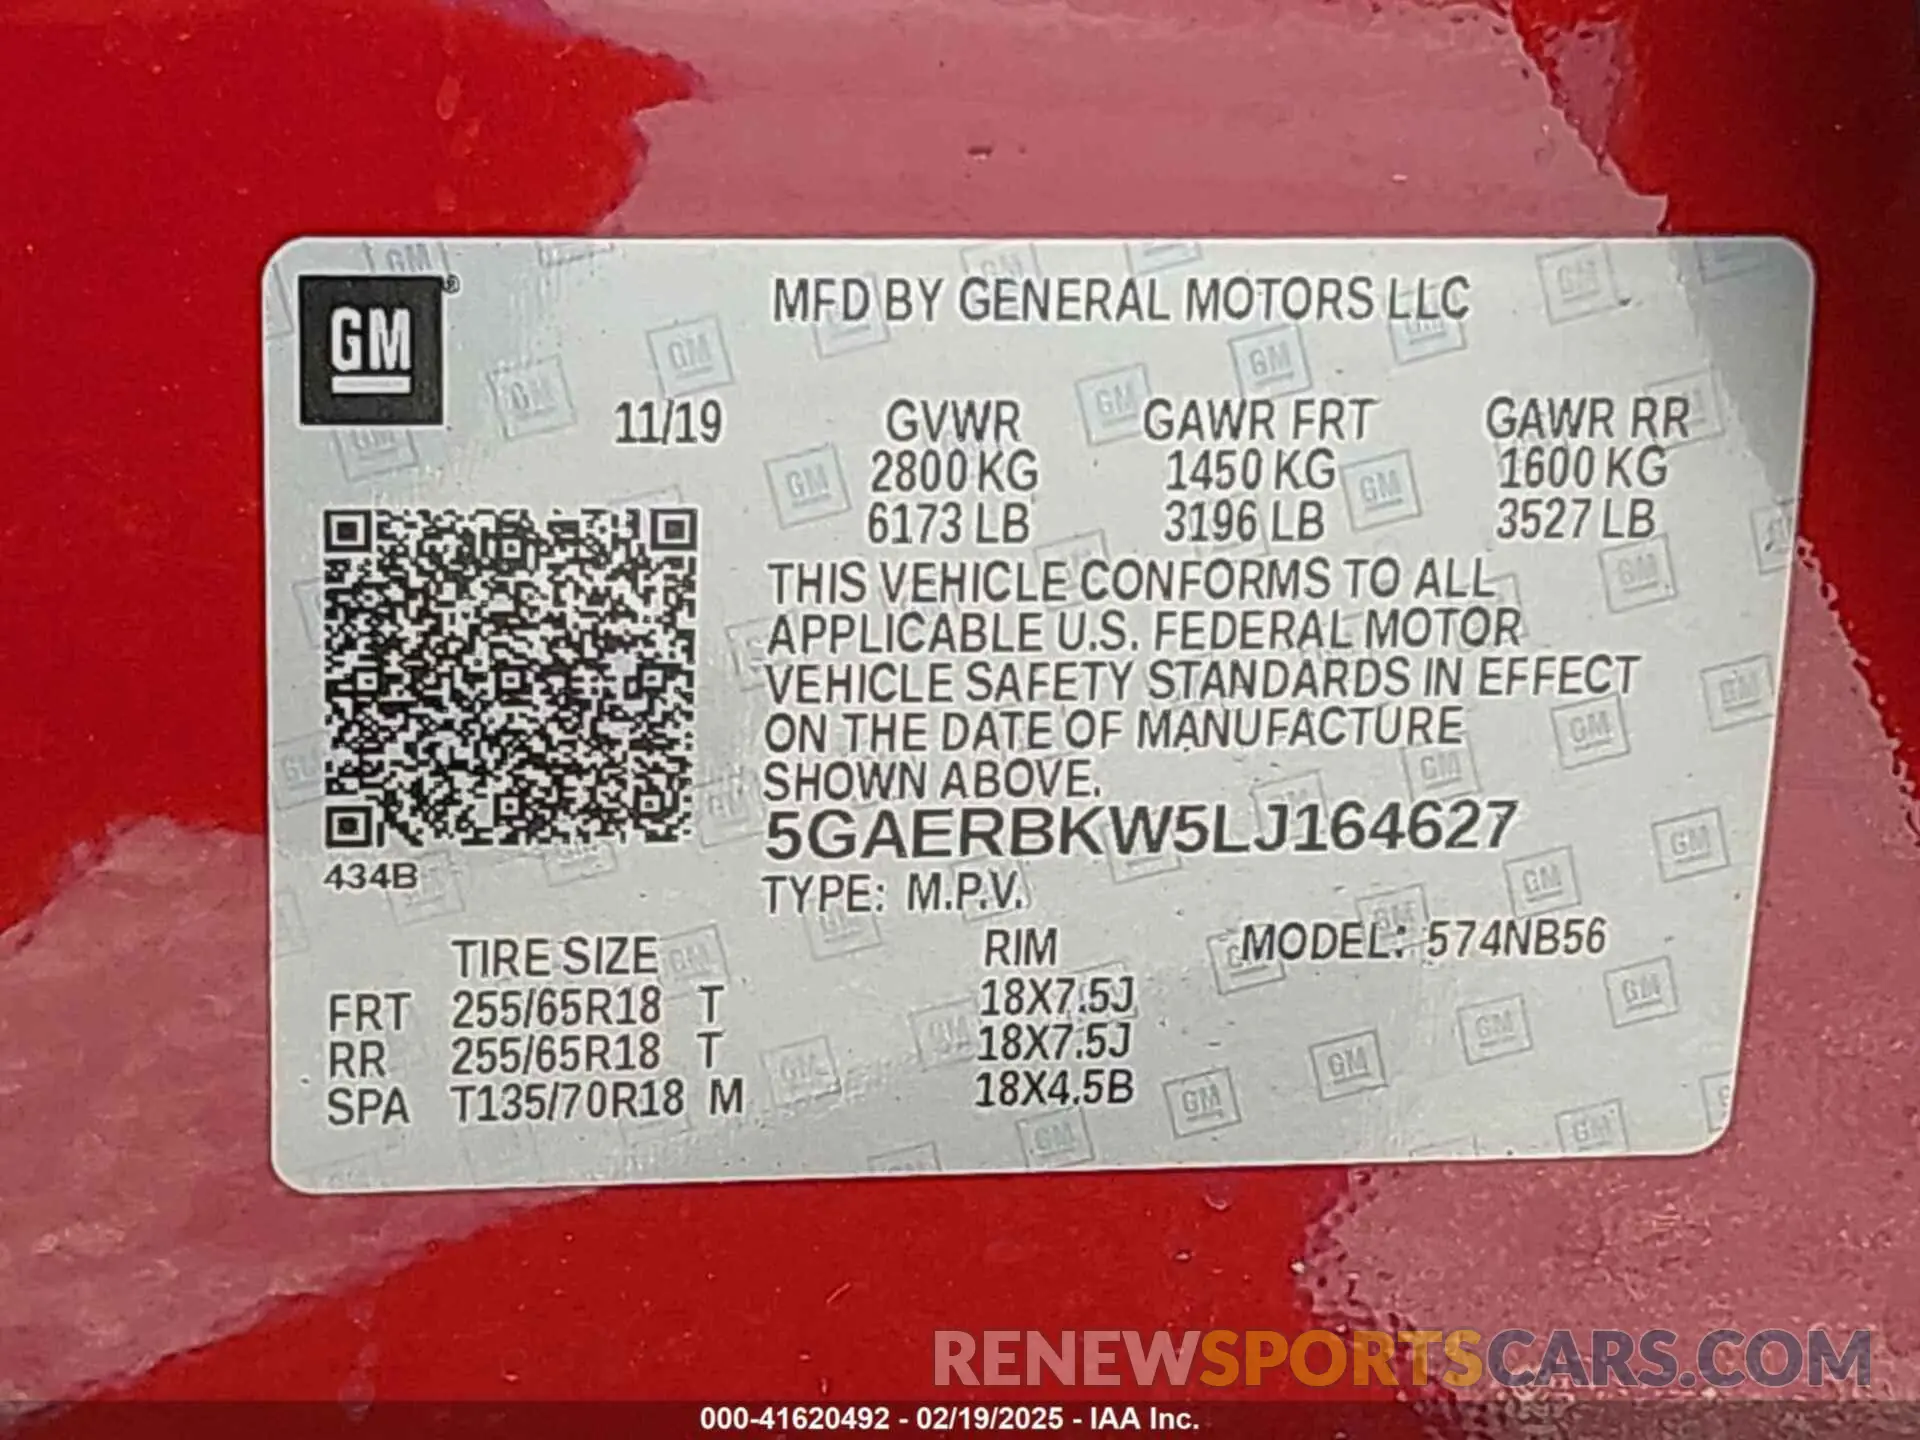 GM
MFD BY GENERAL MOTORS LLC
11/19 GVWR GAWR FRT GAWR RR
2800 KG 1450 KG 1600 KG
6173 LB 3196 LB 3527 LB
THIS VEHICLE CONFORMS TO ALL
APPLICABLE U.S. FEDERAL MOTOR
VEHICLE SAFETY STANDARDS IN EFFECT
ON THE DATE OF MANUFACTURE
SHOWN ABOVE.
5GAERBKW5LJ164627
434B
TYPE: M.P.V.
TIRE SIZE RIM MODEL: 574NB56
FRT 255/65R18 T 18X7.5J
RR 255/65R18 T 18X7.5J
SPA T135/70R18 M 18X4.5B
RENEWSPORTSCARS.COM
000-41620492 - 02/19/2025 - IAA Inc.